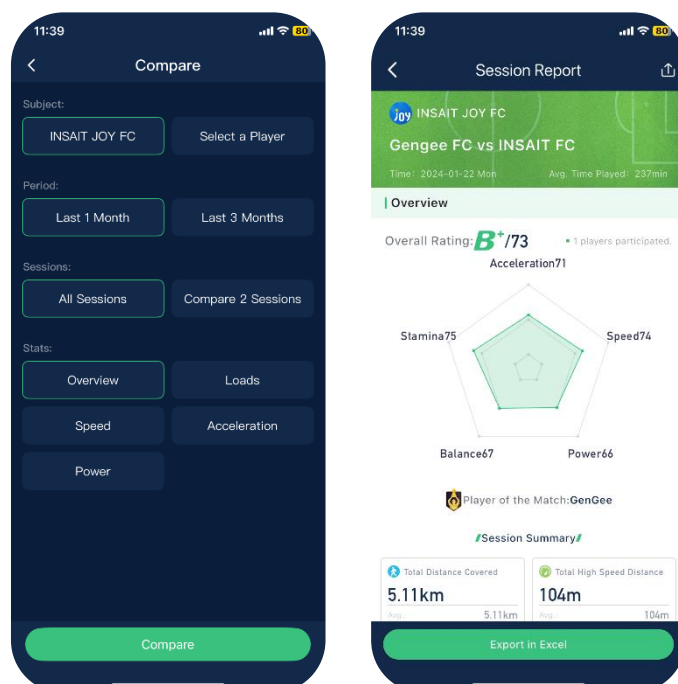 11:39
80
Compare
Subject:
INSAIT JOY FC
Select a Player
Period:
Last 1 Month
Last 3 Months
Sessions:
All Sessions
Compare 2 Sessions
Stats:
Overview
Loads
Speed
Acceleration
Power
Compare
11:39
80
Session Report
joy INSAIT JOY FC
Gengee FC vs INSAIT FC
Time: 2024-01-22 Mon Avg. Time Played: 237min
Overview
Overall Rating: B+/73 1 players participated.
Acceleration71
Stamina75
Speed74
Balance67
Power66
Player of the Match:GenGee
Session Summary
Total Distance Covered
5.11km
Avg. 5.11km
Total High Speed Distance
104m
Avg. 104m
Export in Excel